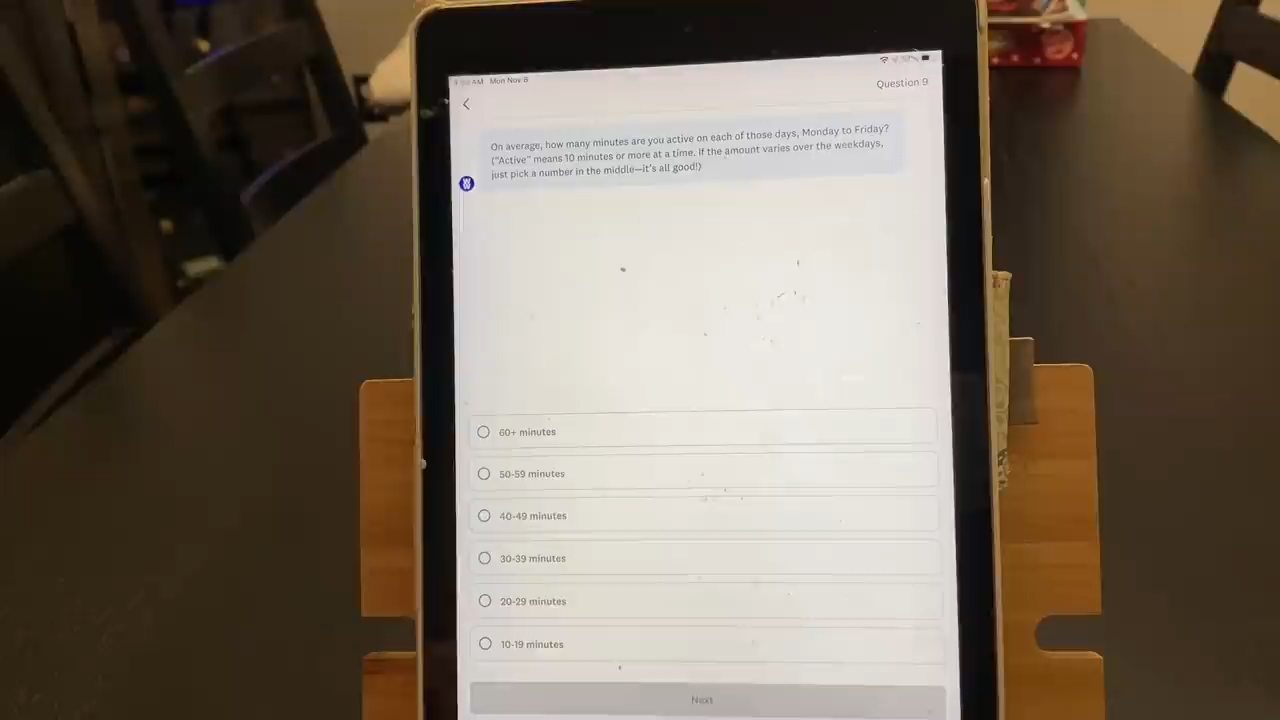 AM Mon Nov 8
Question 9
On average, how many minutes are you active on each of those days, Monday to Friday?
("Active" means 10 minutes or more at a time. If the amount varies over the weekdays,
just pick a number in the middle—it's all good!)
W
60+ minutes
50-59 minutes
40-49 minutes
30-39 minutes
20-29 minutes
10-19 minutes
Next